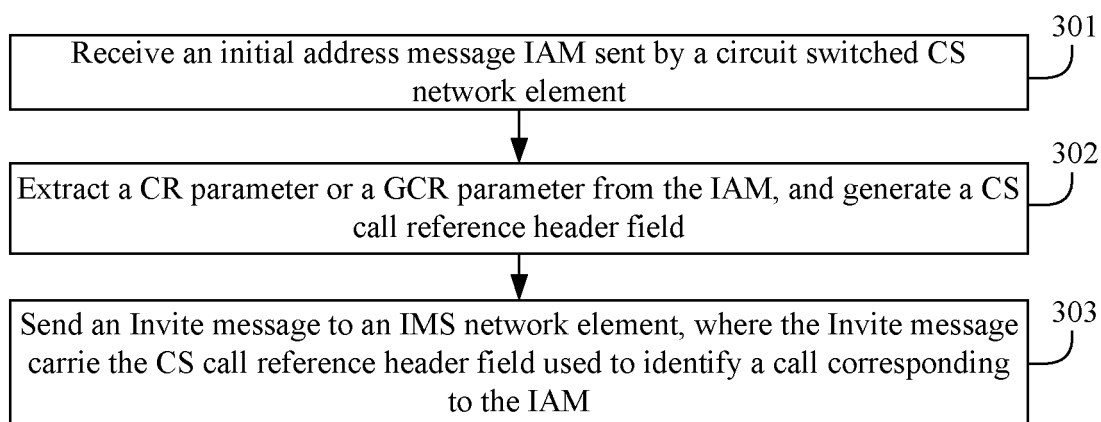 301
Receive an initial address message IAM sent by a circuit switched CS
network element
302
Extract a CR parameter or a GCR parameter from the IAM, and generate a CS
call reference header field
303
Send an Invite message to an IMS network element, where the Invite message
carrie the CS call reference header field used to identify a call corresponding
to the IAM